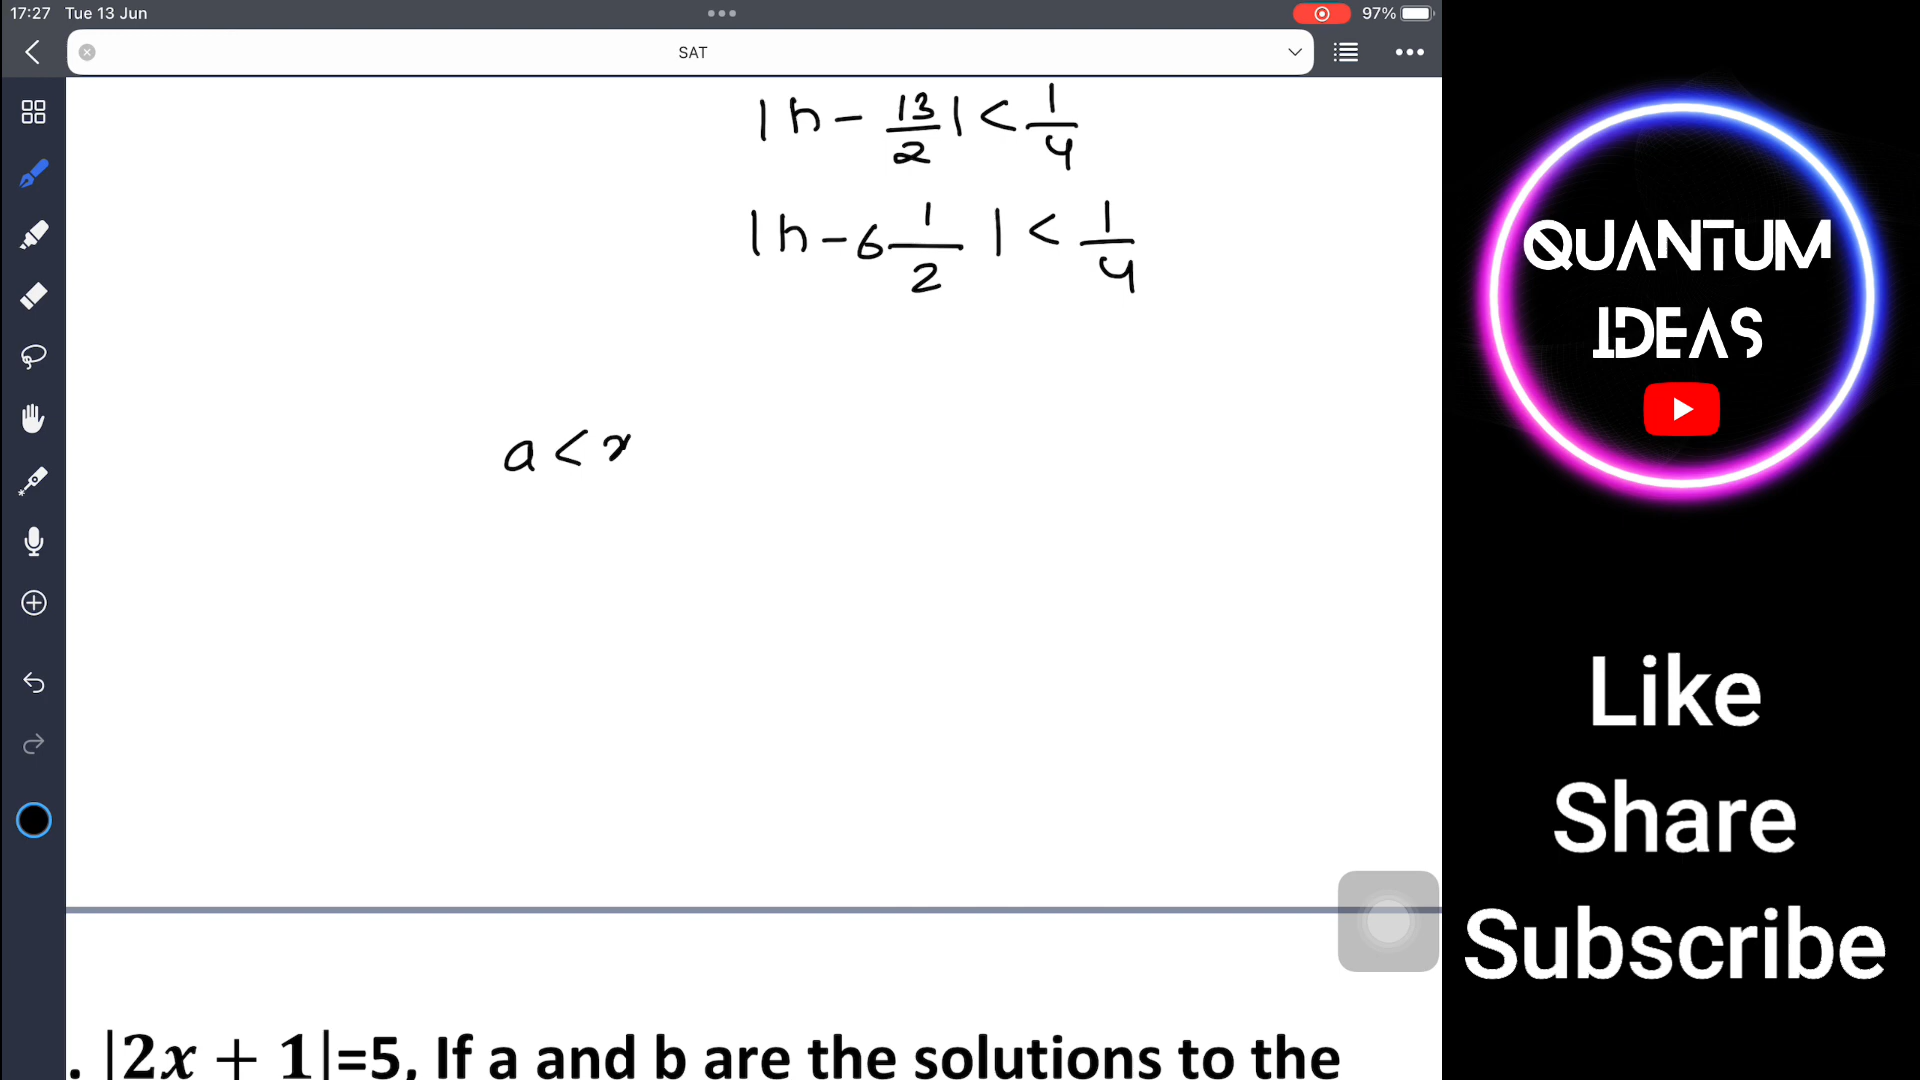 17:27 Tue 13 Jun
97%
SAT
|h - 13/2| < 1/4
|h - 6 1/2| < 1/4
a < x
. |2x + 1|=5, If a and b are the solutions to the
QUANTUM
IDEAS
Like
Share
Subscribe